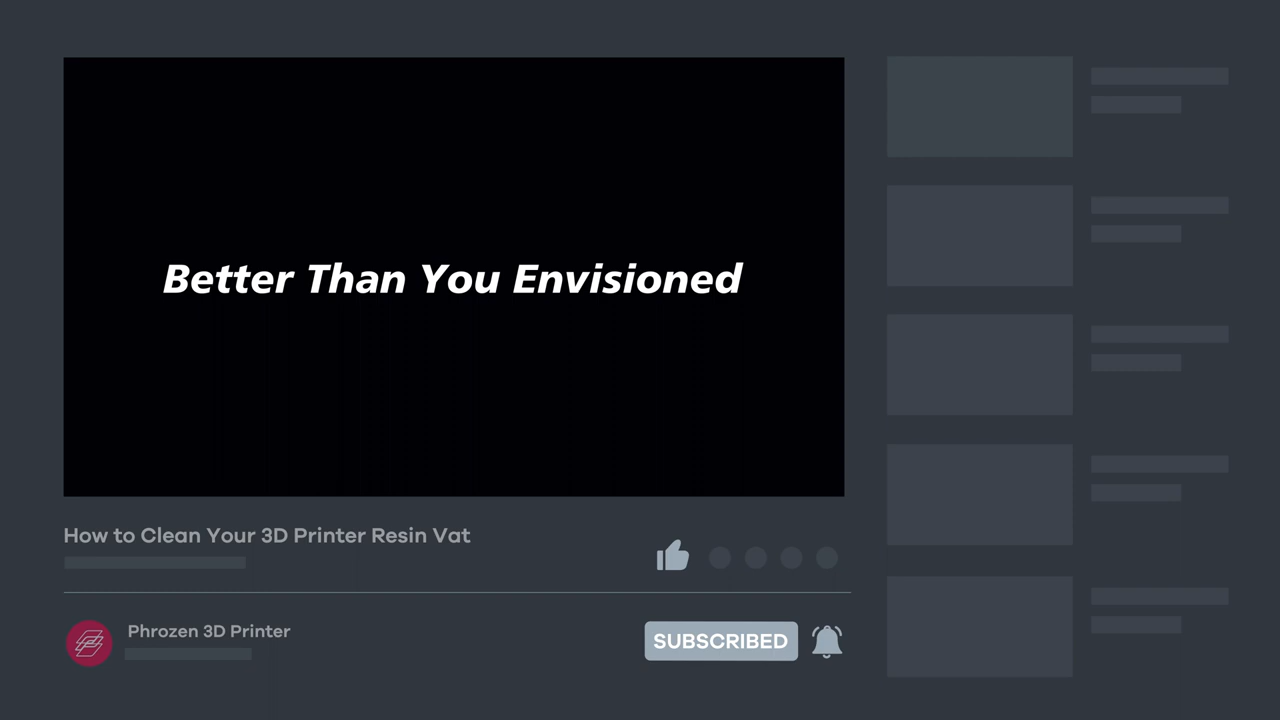 Better Than You Envisioned
How to Clean Your 3D Printer Resin Vat
Phrozen 3D Printer
SUBSCRIBED